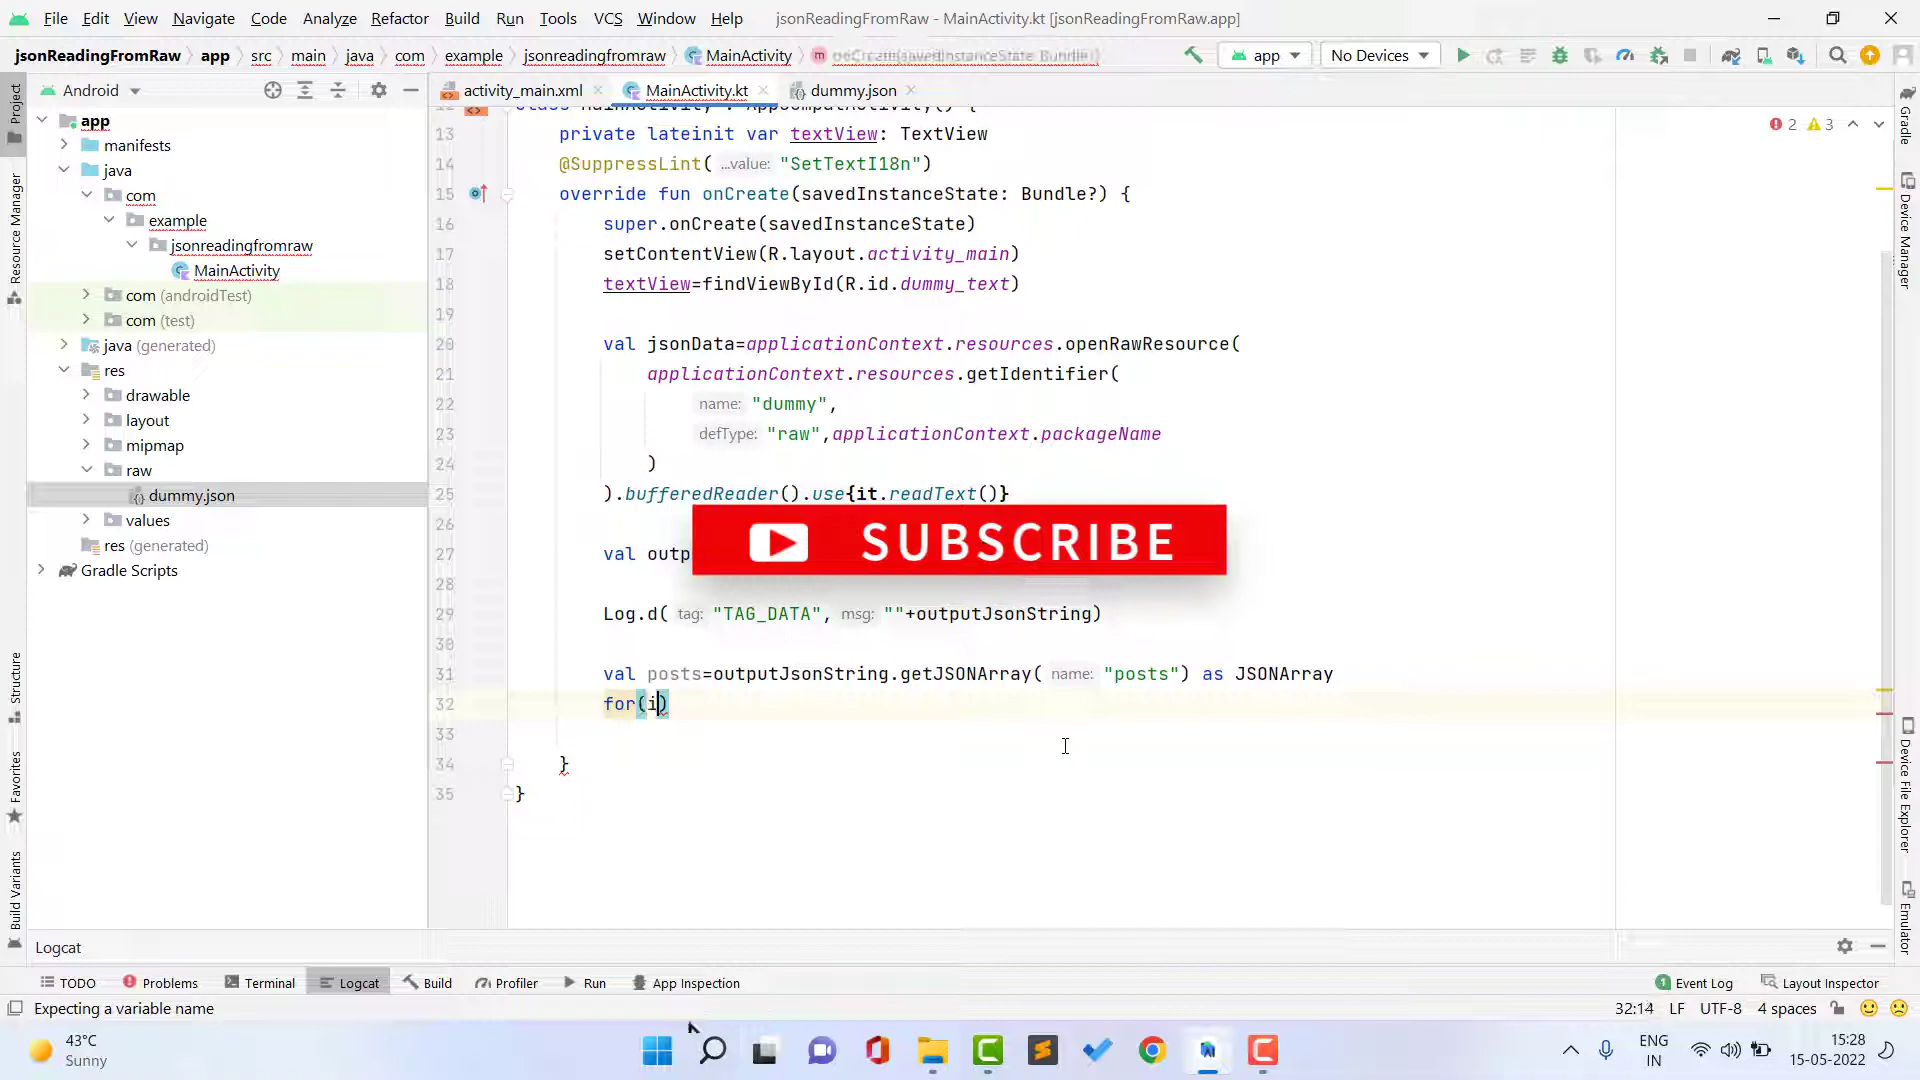 File Edit View Navigate Code Analyze Refactor Build Run Tools VCS Window Help jsonReadingFromRaw - MainActivity.kt [jsonReadingFromRaw.app]
jsonReadingFromRaw app src main java com example jsonreadingfromraw MainActivity onCreate(savedInstanceState: Bundle!) app No Devices
Android activity_main.xml MainActivity.kt dummy.json
Project
Resource Manager
Structure
Favorites
Build Variants
app
manifests
java
com
example
jsonreadingfromraw
MainActivity
com (androidTest)
com (test)
java (generated)
res
drawable
layout
mipmap
raw
dummy.json
values
res (generated)
Gradle Scripts
12 class MainActivity : AppCompatActivity() {
13 private lateinit var textView: TextView
14 @SuppressLint( ...value: "SetTextI18n")
15 override fun onCreate(savedInstanceState: Bundle?) {
16 super.onCreate(savedInstanceState)
17 setContentView(R.layout.activity_main)
18 textView=findViewById(R.id.dummy_text)
19
20 val jsonData=applicationContext.resources.openRawResource(
21 applicationContext.resources.getIdentifier(
22 name: "dummy",
23 defType: "raw",applicationContext.packageName
24 )
25 ).bufferedReader().use{it.readText()}
26
27 val outp
28
29 Log.d( tag: "TAG_DATA", msg: ""+outputJsonString)
30
31 val posts=outputJsonString.getJSONArray( name: "posts") as JSONArray
32 for(i)
33
34 }
35 }
SUBSCRIBE
2 3
Gradle
Device Manager
Device File Explorer
Emulator
Logcat
TODO Problems Terminal Logcat Build Profiler Run App Inspection 1 Event Log Layout Inspector
Expecting a variable name 32:14 LF UTF-8 4 spaces
43°C
Sunny
ENG
IN
15:28
15-05-2022